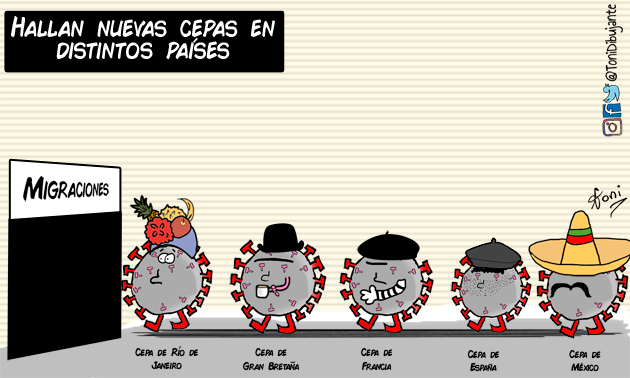 Hallan nuevas cepas en
distintos países
@ToniDibujante
Migraciones
Toni
Cepa de Río de
Janeiro
Cepa de
Gran Bretaña
Cepa de
Francia
Cepa de
España
Cepa de
México